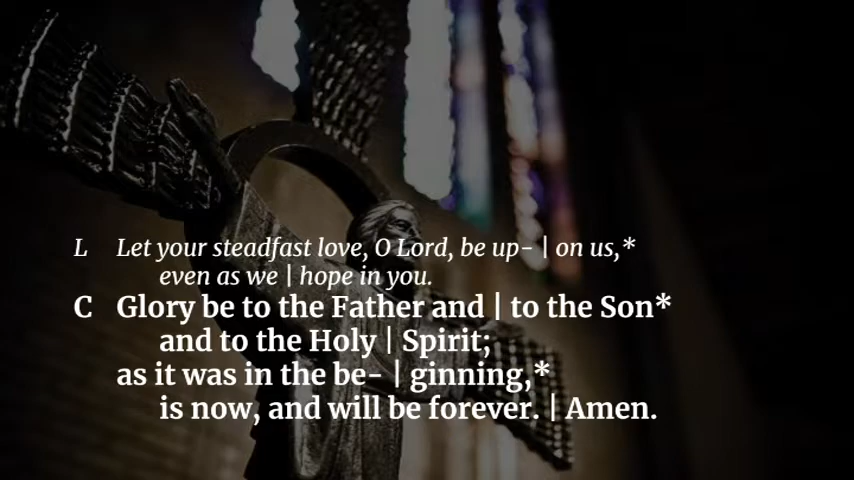 L Let your steadfast love, O Lord, be up- | on us,*
even as we | hope in you.
C Glory be to the Father and | to the Son*
and to the Holy | Spirit;
as it was in the be- | ginning,*
is now, and will be forever. | Amen.